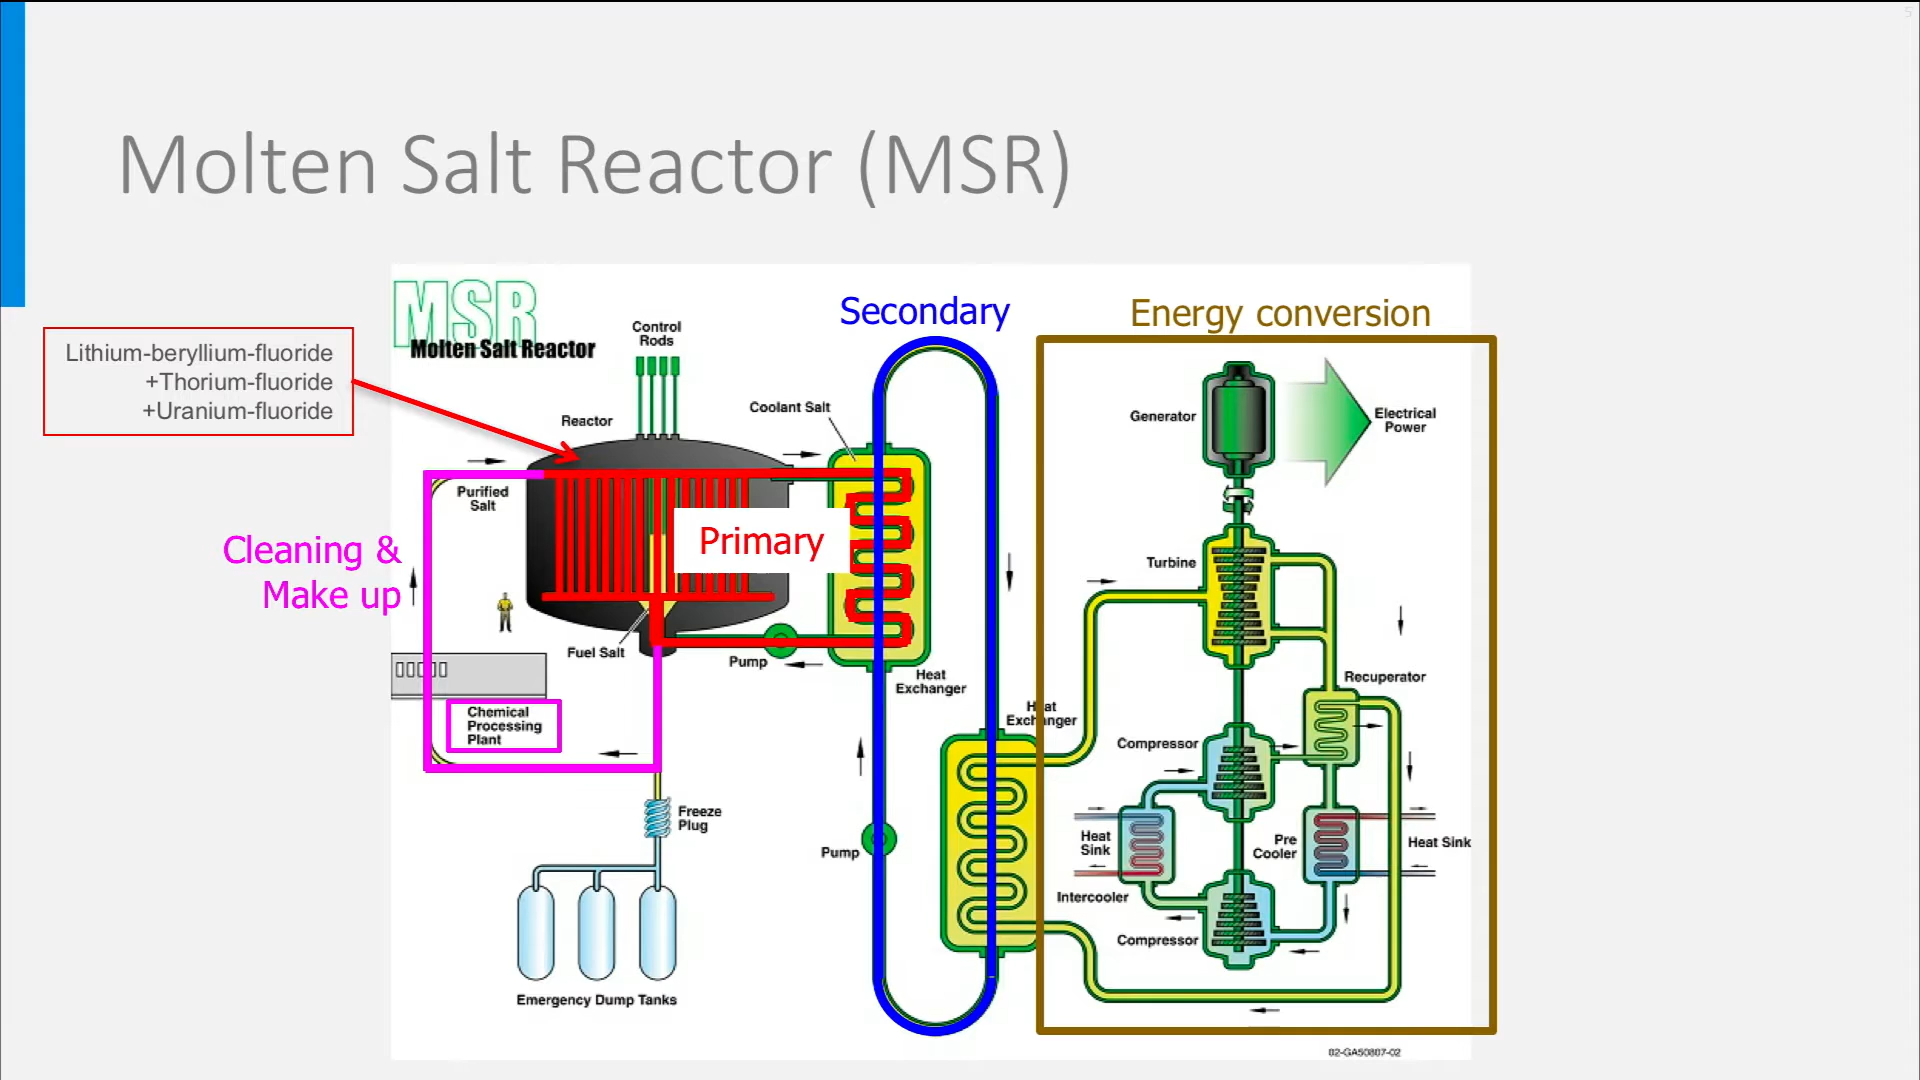 5
Molten Salt Reactor (MSR)
MSR
Molten Salt Reactor
Lithium-beryllium-fluoride
+Thorium-fluoride
+Uranium-fluoride
Control
Rods
Reactor
Coolant Salt
Secondary
Energy conversion
Generator
Electrical
Power
Purified
Salt
Primary
Cleaning &
Make up
Turbine
Fuel Salt
Pump
Heat
Exchanger
Heat
Exchanger
Recuperator
Chemical
Processing
Plant
Compressor
Freeze
Plug
Pump
Heat
Sink
Pre
Cooler
Heat Sink
Intercooler
Compressor
Emergency Dump Tanks
02-GA50807-02